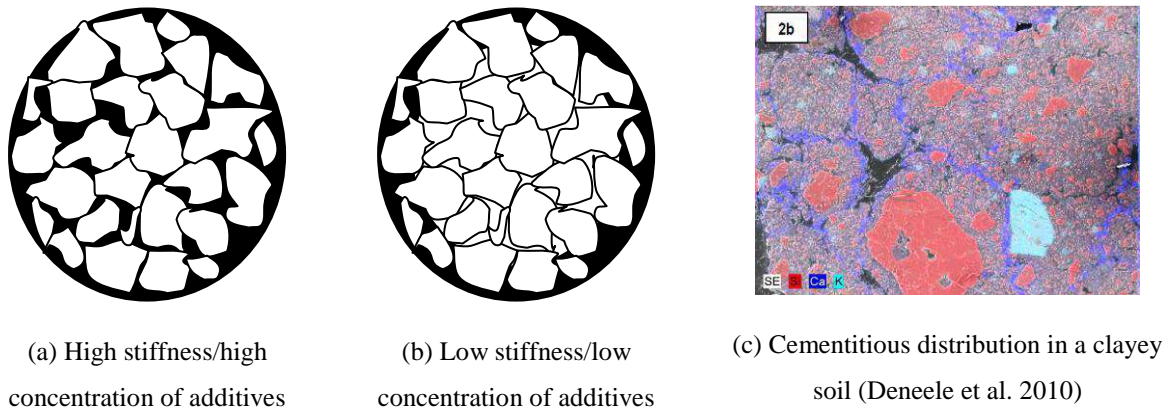 2b
SE Si Ca K
(a) High stiffness/high
concentration of additives
(b) Low stiffness/low
concentration of additives
(c) Cementitious distribution in a clayey
soil (Deneele et al. 2010)